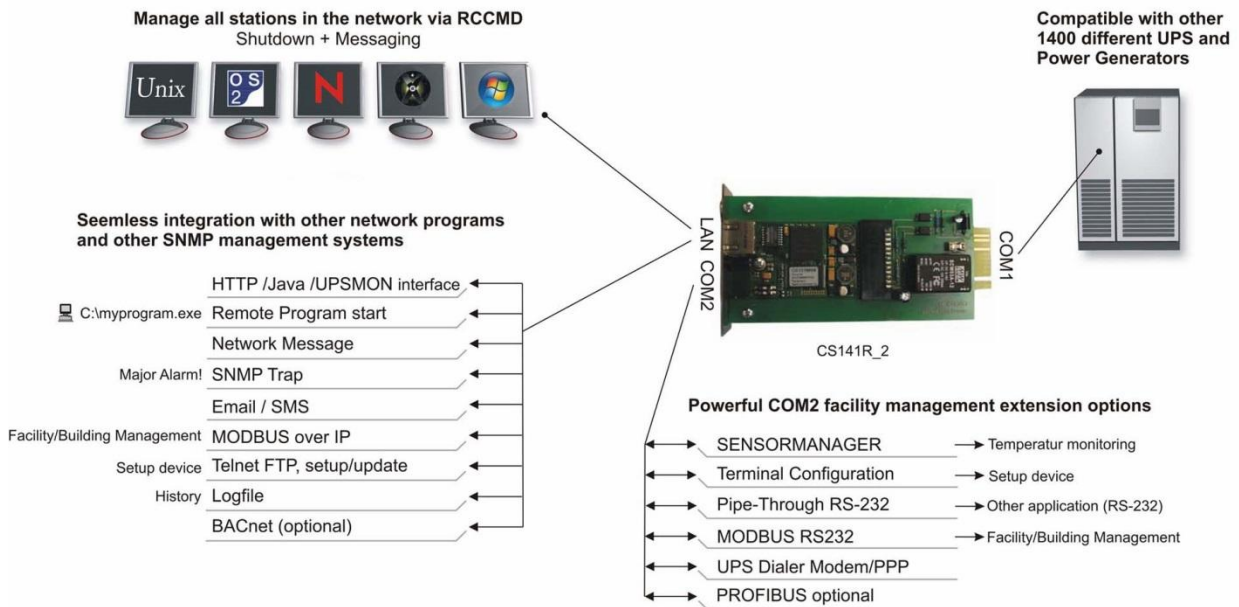 Manage all stations in the network via RCCMD
Shutdown + Messaging
Unix
OS
2
N
Compatible with other
1400 different UPS and
Power Generators
Seemless integration with other network programs
and other SNMP management systems
HTTP /Java /UPSMON interface
C:\myprogram.exe Remote Program start
Network Message
Major Alarm! SNMP Trap
Email / SMS
Facility/Building Management MODBUS over IP
Setup device Telnet FTP, setup/update
History Logfile
BACnet (optional)
LAN COM2
COM1
CS141R_2
Powerful COM2 facility management extension options
SENSORMANAGER Temperatur monitoring
Terminal Configuration Setup device
Pipe-Through RS-232 Other application (RS-232)
MODBUS RS232 Facility/Building Management
UPS Dialer Modem/PPP
PROFIBUS optional